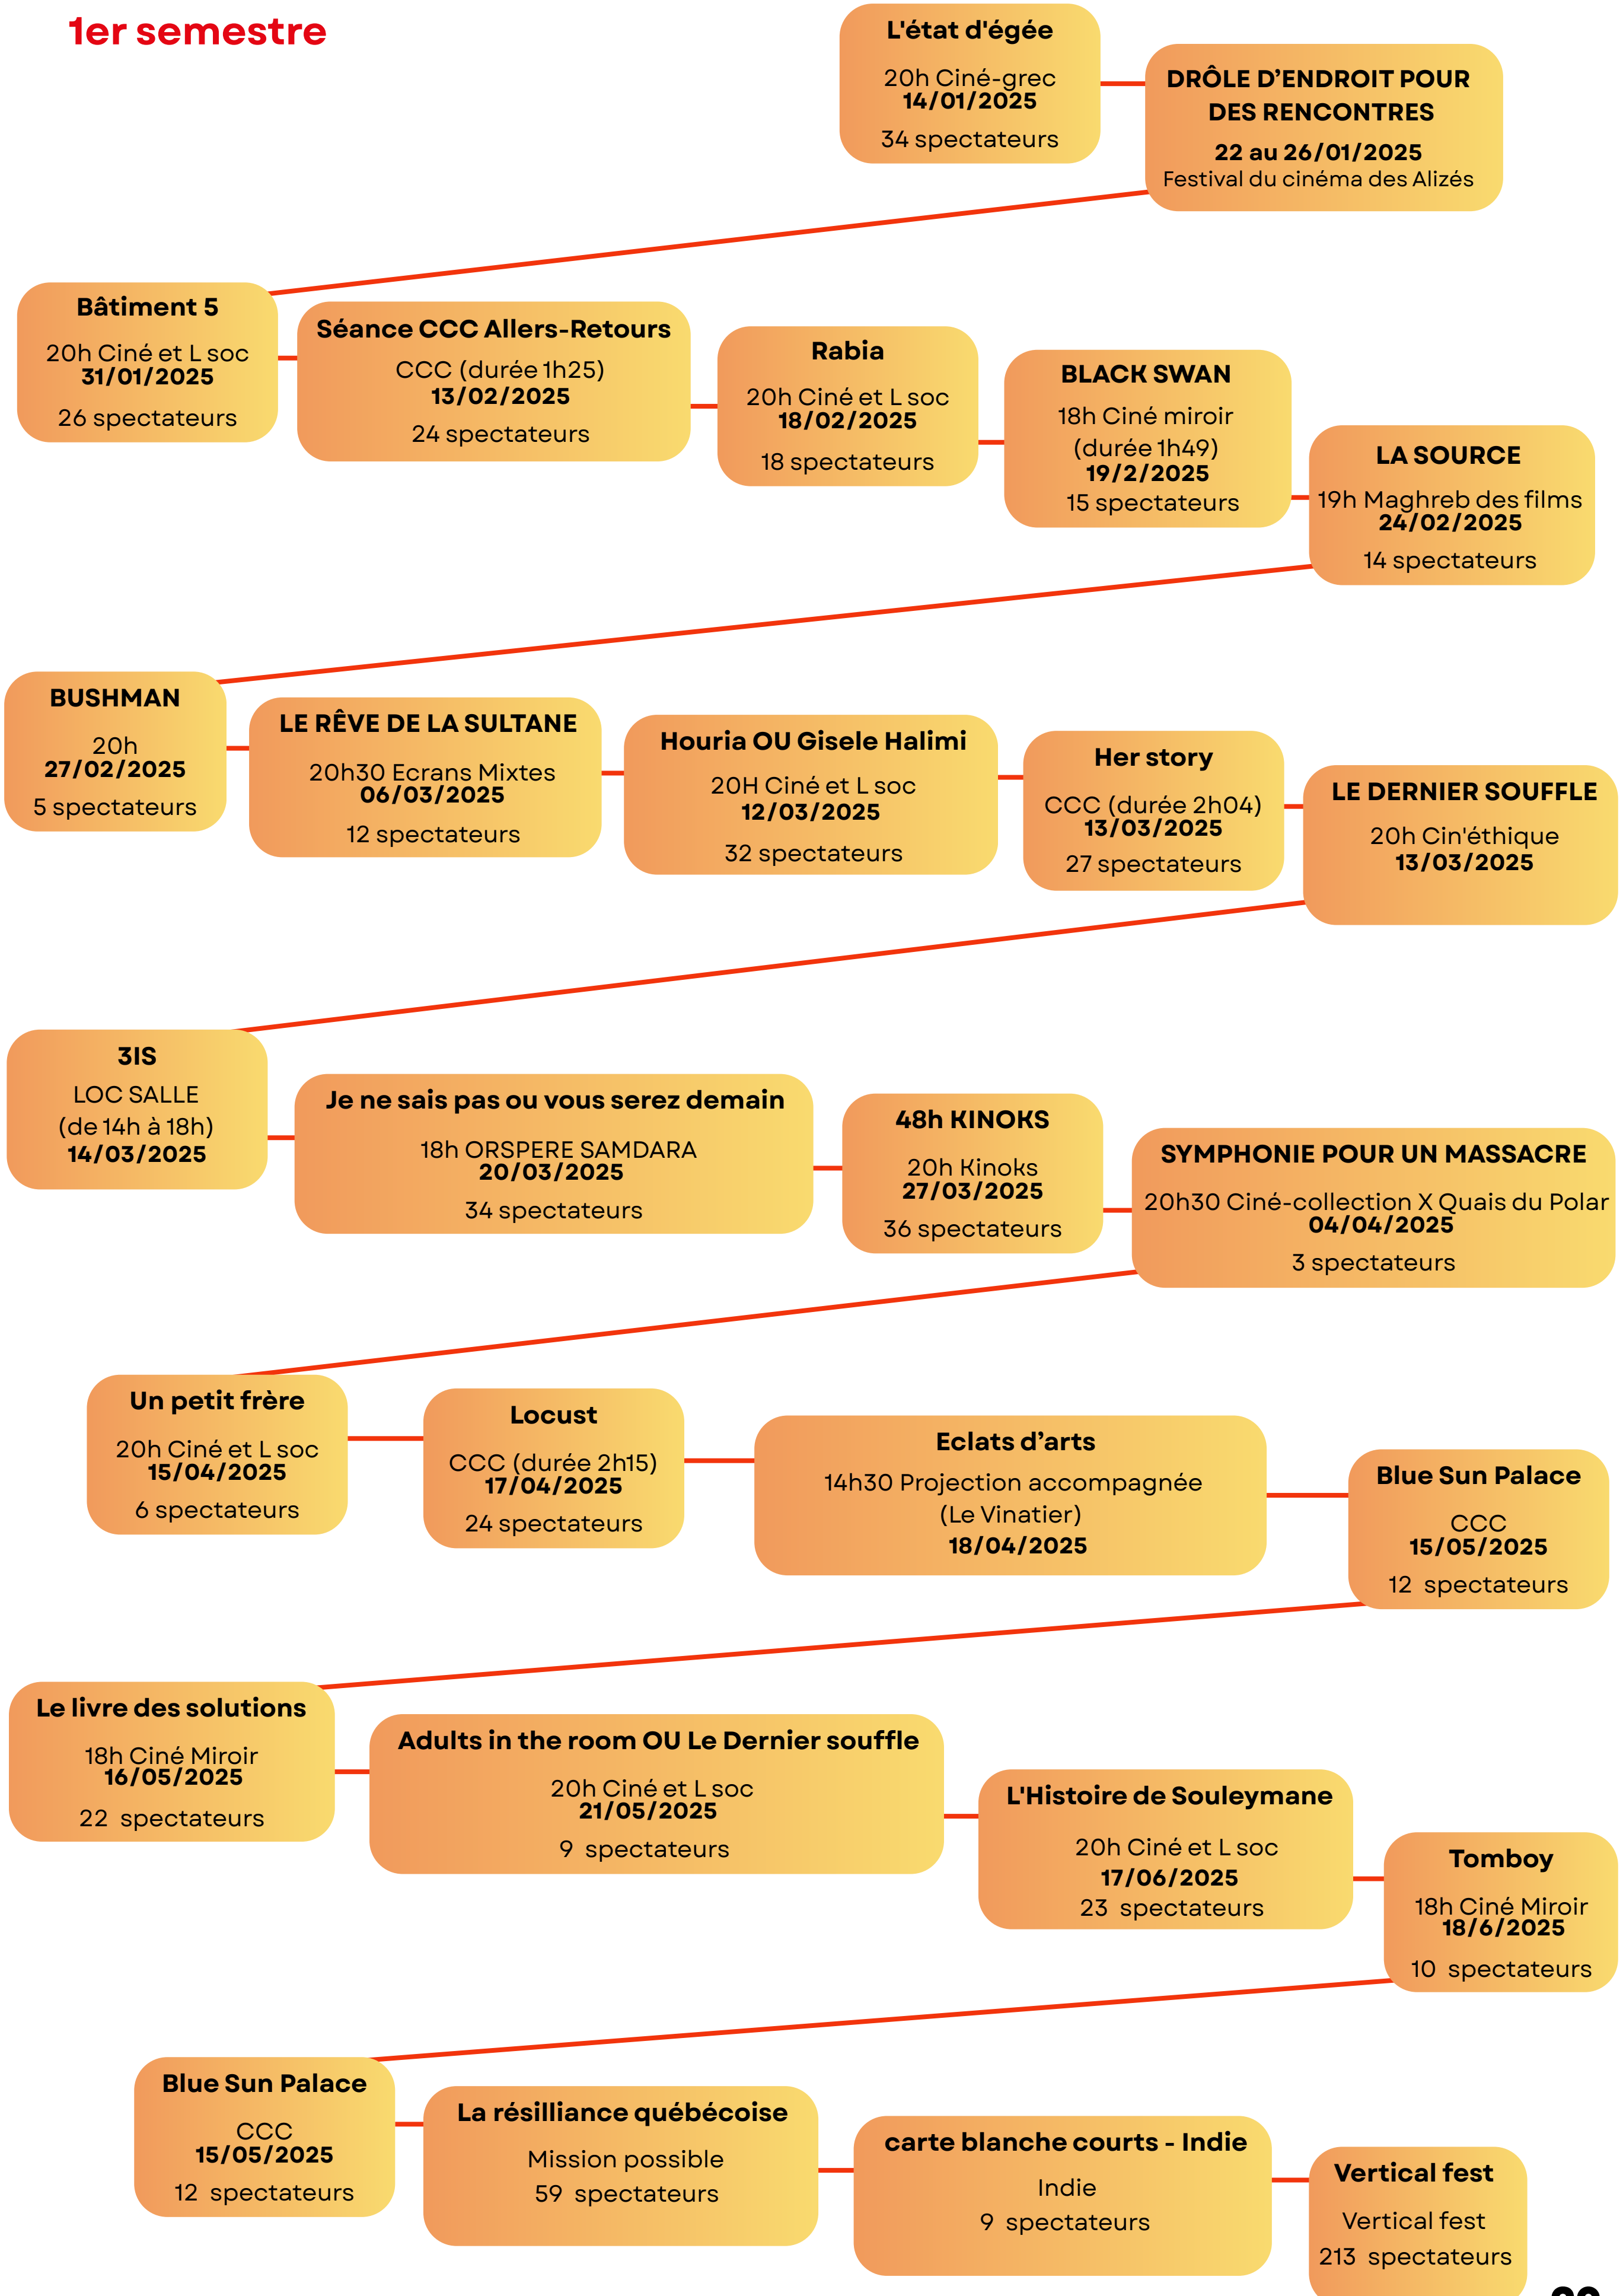 1er semestre
L'état d'égée
20h Ciné-grec
14/01/2025
34 spectateurs
DRÔLE D’ENDROIT POUR
DES RENCONTRES
22 au 26/01/2025
Festival du cinéma des Alizés
Bâtiment 5
20h Ciné et L soc
31/01/2025
26 spectateurs
Séance CCC Allers-Retours
CCC (durée 1h25)
13/02/2025
24 spectateurs
Rabia
20h Ciné et L soc
18/02/2025
18 spectateurs
BLACK SWAN
18h Ciné miroir
(durée 1h49)
19/2/2025
15 spectateurs
LA SOURCE
19h Maghreb des films
24/02/2025
14 spectateurs
BUSHMAN
20h
27/02/2025
5 spectateurs
LE RÊVE DE LA SULTANE
20h30 Ecrans Mixtes
06/03/2025
12 spectateurs
Houria OU Gisele Halimi
20H Ciné et L soc
12/03/2025
32 spectateurs
Her story
CCC (durée 2h04)
13/03/2025
27 spectateurs
LE DERNIER SOUFFLE
20h Cin'éthique
13/03/2025
3IS
LOC SALLE
(de 14h à 18h)
14/03/2025
Je ne sais pas ou vous serez demain
18h ORSPERE SAMDARA
20/03/2025
34 spectateurs
48h KINOKS
20h Kinoks
27/03/2025
36 spectateurs
SYMPHONIE POUR UN MASSACRE
20h30 Ciné-collection X Quais du Polar
04/04/2025
3 spectateurs
Un petit frère
20h Ciné et L soc
15/04/2025
6 spectateurs
Locust
CCC (durée 2h15)
17/04/2025
24 spectateurs
Eclats d’arts
14h30 Projection accompagnée
(Le Vinatier)
18/04/2025
Blue Sun Palace
CCC
15/05/2025
12 spectateurs
Le livre des solutions
18h Ciné Miroir
16/05/2025
22 spectateurs
Adults in the room OU Le Dernier souffle
20h Ciné et L soc
21/05/2025
9 spectateurs
L'Histoire de Souleymane
20h Ciné et L soc
17/06/2025
23 spectateurs
Tomboy
18h Ciné Miroir
18/6/2025
10 spectateurs
Blue Sun Palace
CCC
15/05/2025
12 spectateurs
La résilliance québécoise
Mission possible
59 spectateurs
carte blanche courts - Indie
Indie
9 spectateurs
Vertical fest
Vertical fest
213 spectateurs